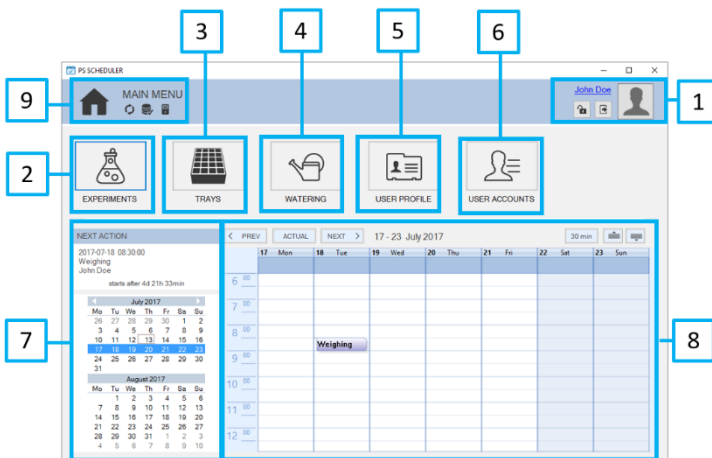 3
4
5
6
PS SCHEDULER
9
MAIN MENU
John Doe
1
2
EXPERIMENTS
TRAYS
WATERING
USER PROFILE
USER ACCOUNTS
NEXT ACTION
2017-07-18 08:30:00
Weighing
John Doe
starts after 4d 21h 33min
July 2017
Mo Tu We Th Fr Sa Su
26 27 28 29 30 1 2
3 4 5 6 7 8 9
10 11 12 13 14 15 16
17 18 19 20 21 22 23
24 25 26 27 28 29 30
31
August 2017
Mo Tu We Th Fr Sa Su
1 2 3 4 5 6
7 8 9 10 11 12 13
14 15 16 17 18 19 20
21 22 23 24 25 26 27
28 29 30 31 1 2 3
4 5 6 7 8 9 10
7
< PREV ACTUAL NEXT > 17 - 23 July 2017 30 min
17 Mon 18 Tue 19 Wed 20 Thu 21 Fri 22 Sat 23 Sun
6 00
7 00
8 00
Weighing
9 00
10 00
11 00
12 00
8